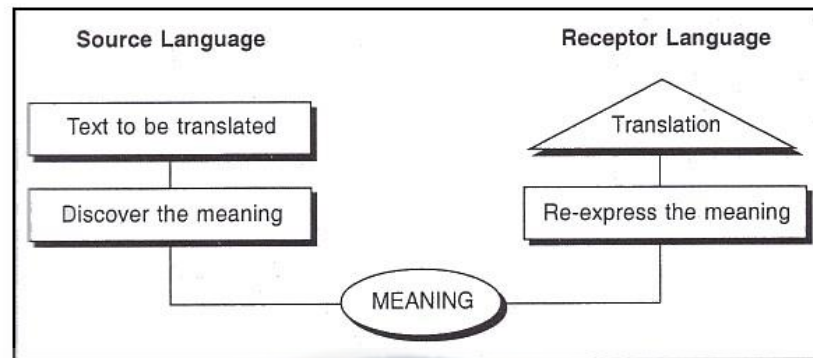 Source Language
Receptor Language
Text to be translated
Translation
Discover the meaning
Re-express the meaning
MEANING